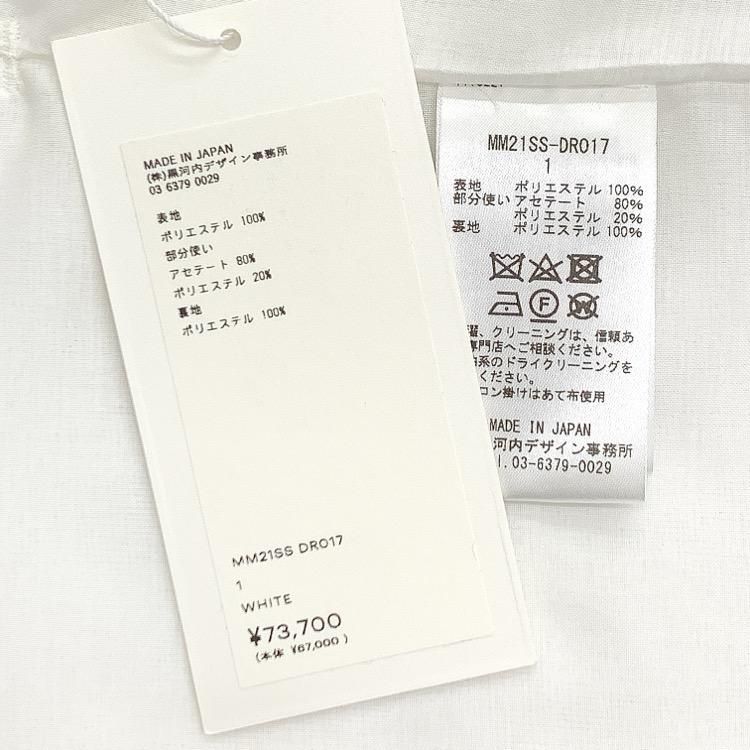 MADE IN JAPAN
(株)黒河内デザイン事務所
03 6379 0029
表地
ポリエステル 100%
部分使い
アセテート 80%
ポリエステル 20%
裏地
ポリエステル 100%
MM21SS DR017
1
WHITE
¥73,700
(本体 ¥67,000)
MM21SS-DR017
1
表地 ポリエステル 100%
部分使い アセテート 80%
ポリエステル 20%
裏地 ポリエステル 100%
F
W
、クリーニングは、信頼あ
専門店へご相談ください。
系のドライクリーニングを
ください。
コン掛けはあて布使用
MADE IN JAPAN
河内デザイン事務所
.03-6379-0029